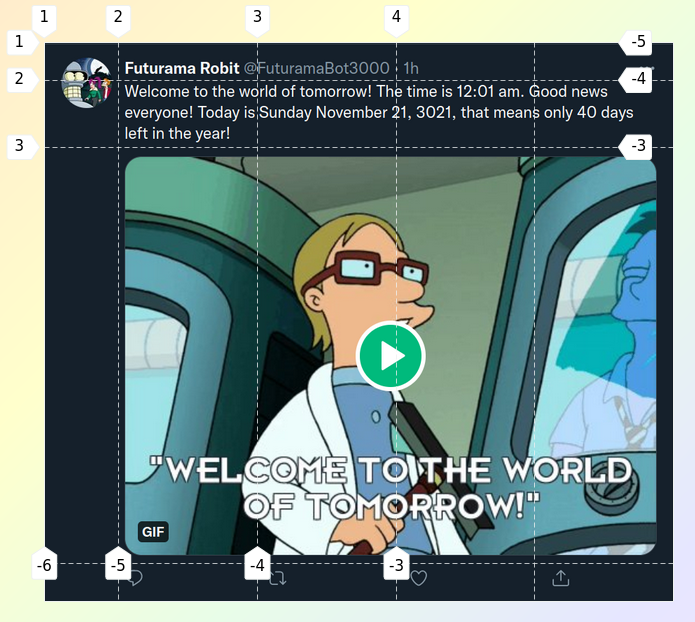 1
2
3
4
1
-5
Futurama Robit @FuturamaBot3000 · 1h
2
-4
Welcome to the world of tomorrow! The time is 12:01 am. Good news
everyone! Today is Sunday November 21, 3021, that means only 40 days
left in the year!
3
-3
"WELCOME TO THE WORLD
OF TOMORROW!"
GIF
-6
-5
-4
-3